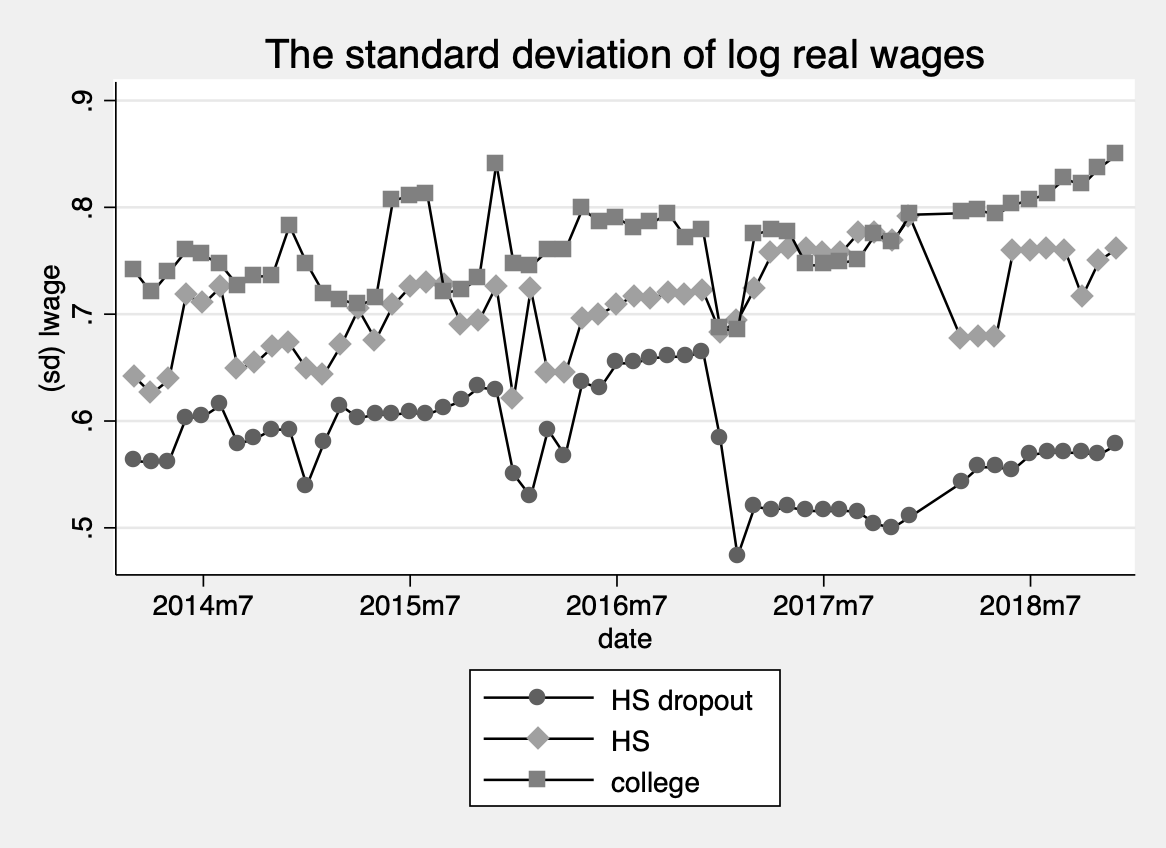 The standard deviation of log real wages
(sd) lwage
.9
.8
.7
.6
.5
2014m7 2015m7 2016m7 2017m7 2018m7
date
HS dropout
HS
college